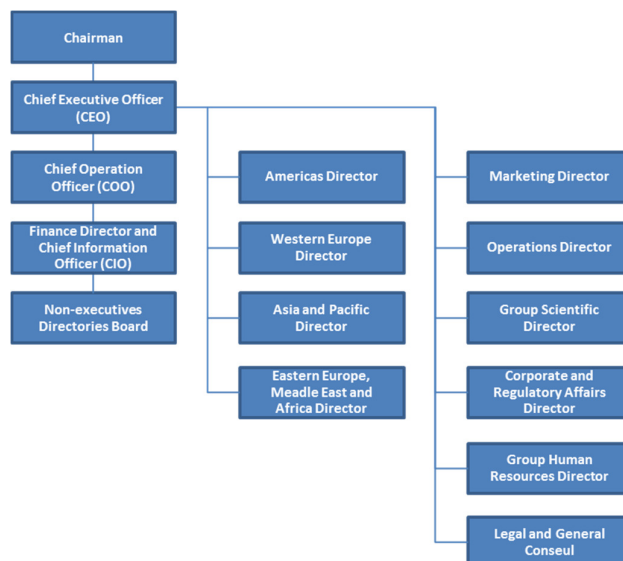 Chairman
Chief Executive Officer
(CEO)
Chief Operation
Officer (COO)
Finance Director and
Chief Information
Officer (CIO)
Non-executives
Directories Board
Americas Director
Western Europe
Director
Asia and Pacific
Director
Eastern Europe,
Meadle East and
Africa Director
Marketing Director
Operations Director
Group Scientific
Director
Corporate and
Regulatory Affairs
Director
Group Human
Resources Director
Legal and General
Conseul